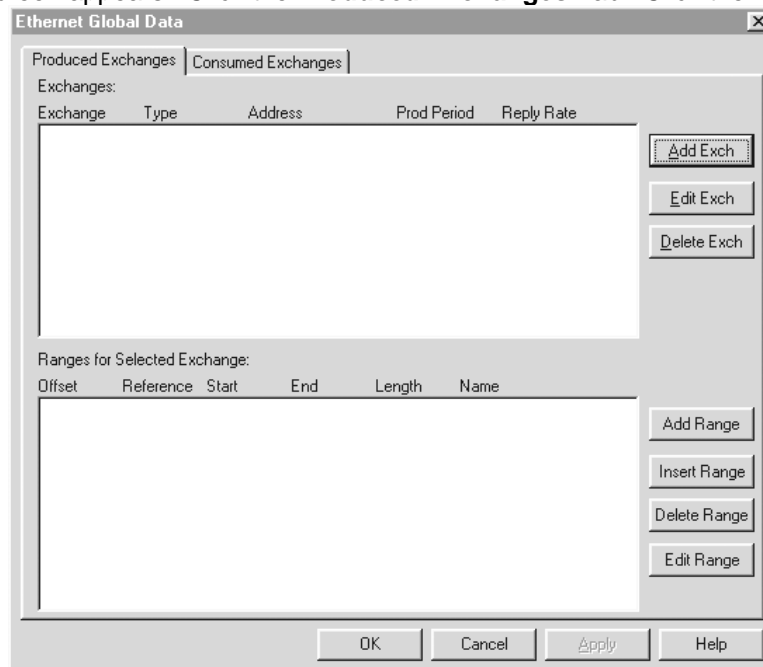 Ethernet Global Data
Produced Exchanges Consumed Exchanges
Exchanges:
Exchange Type Address Prod Period Reply Rate
Add Exch
Edit Exch
Delete Exch
Ranges for Selected Exchange:
Offset Reference Start End Length Name
Add Range
Insert Range
Delete Range
Edit Range
OK Cancel Apply Help